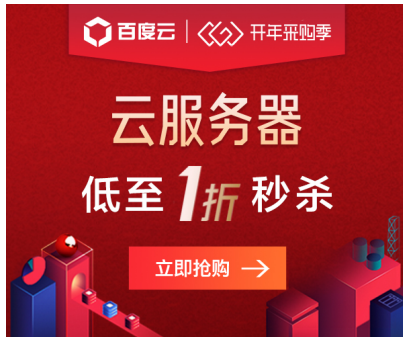 百度云 | 开年采购季
云服务器
低至1折秒杀
立即抢购